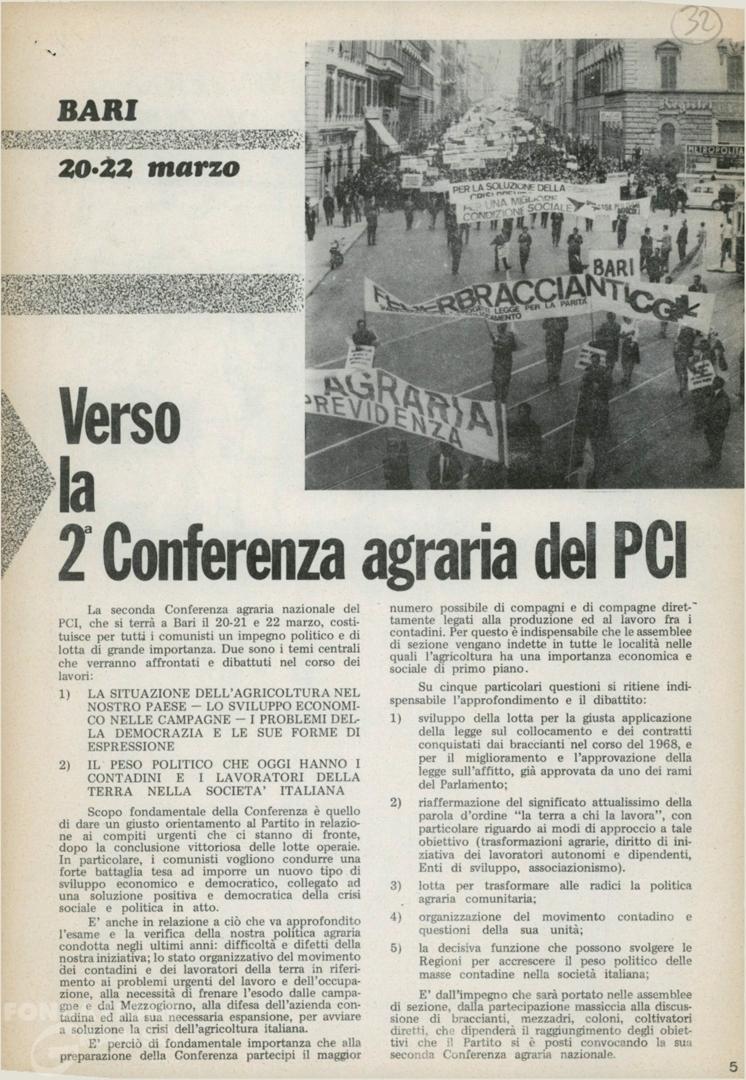 32
BARI
20-22 marzo
Registel
METROPOLITA
PER LA SOLUZIONE DELLA
PER UNA MIGLIORE
CONDIZIONE SOCIALE
BARI
FEDERBRACCIANTI CGIL
LEGGE PER LA PARITA
AGRARIA
PREVIDENZA
Verso
la
2ª Conferenza agraria del PCI
La seconda Conferenza agraria nazionale del
PCI, che si terrà a Bari il 20-21 e 22 marzo, costi-
tuisce per tutti i comunisti un impegno politico e di
lotta di grande importanza. Due sono i temi centrali
che verranno affrontati e dibattuti nel corso dei
lavori:
1) LA SITUAZIONE DELL'AGRICOLTURA NEL
NOSTRO PAESE — LO SVILUPPO ECONOMI-
CO NELLE CAMPAGNE — I PROBLEMI DEL-
LA DEMOCRAZIA E LE SUE FORME DI
ESPRESSIONE
2) IL PESO POLITICO CHE OGGI HANNO I
CONTADINI E I LAVORATORI DELLA
TERRA NELLA SOCIETA' ITALIANA
Scopo fondamentale della Conferenza è quello
di dare un giusto orientamento al Partito in relazio-
ne ai compiti urgenti che ci stanno di fronte,
dopo la conclusione vittoriosa delle lotte operaie.
In particolare, i comunisti vogliono condurre una
forte battaglia tesa ad imporre un nuovo tipo di
sviluppo economico e democratico, collegato ad
una soluzione positiva e democratica della crisi
sociale e politica in atto.
E' anche in relazione a ciò che va approfondito
l'esame e la verifica della nostra politica agraria
condotta negli ultimi anni: difficoltà e difetti della
nostra iniziativa; lo stato organizzativo del movimento
dei contadini e dei lavoratori della terra in riferi-
mento ai problemi urgenti del lavoro e dell'occupa-
zione, alla necessità di frenare l'esodo dalle campa-
gne e dal Mezzogiorno, alla difesa dell'azienda con-
tadina ed alla sua necessaria espansione, per avviare
a soluzione la crisi dell'agricoltura italiana.
E' perciò di fondamentale importanza che alla
preparazione della Conferenza partecipi il maggior
numero possibile di compagni e di compagne diret-
tamente legati alla produzione ed al lavoro fra i
contadini. Per questo è indispensabile che le assemblee
di sezione vengano indette in tutte le località nelle
quali l'agricoltura ha una importanza economica e
sociale di primo piano.
Su cinque particolari questioni si ritiene indi-
spensabile l'approfondimento e il dibattito:
1) sviluppo della lotta per la giusta applicazione
della legge sul collocamento e dei contratti
conquistati dai braccianti nel corso del 1968, e
per il miglioramento e l'approvazione della
legge sull'affitto, già approvata da uno dei rami
del Parlamento;
2) riaffermazione del significato attualissimo della
parola d'ordine "la terra a chi la lavora", con
particolare riguardo ai modi di approccio a tale
obiettivo (trasformazioni agrarie, diritto di ini-
ziativa dei lavoratori autonomi e dipendenti,
Enti di sviluppo, associazionismo).
3) lotta per trasformare alle radici la politica
agraria comunitaria;
4) organizzazione del movimento contadino e
questioni della sua unità;
5) la decisiva funzione che possono svolgere le
Regioni per accrescere il peso politico delle
masse contadine nella società italiana;
E' dall'impegno che sarà portato nelle assemblee
di sezione, dalla partecipazione massiccia alla discus-
sione di braccianti, mezzadri, coloni, coltivatori
diretti, che dipenderà il raggiungimento degli obiet-
tivi che il Partito si è posti convocando la sua
seconda Conferenza agraria nazionale.
5